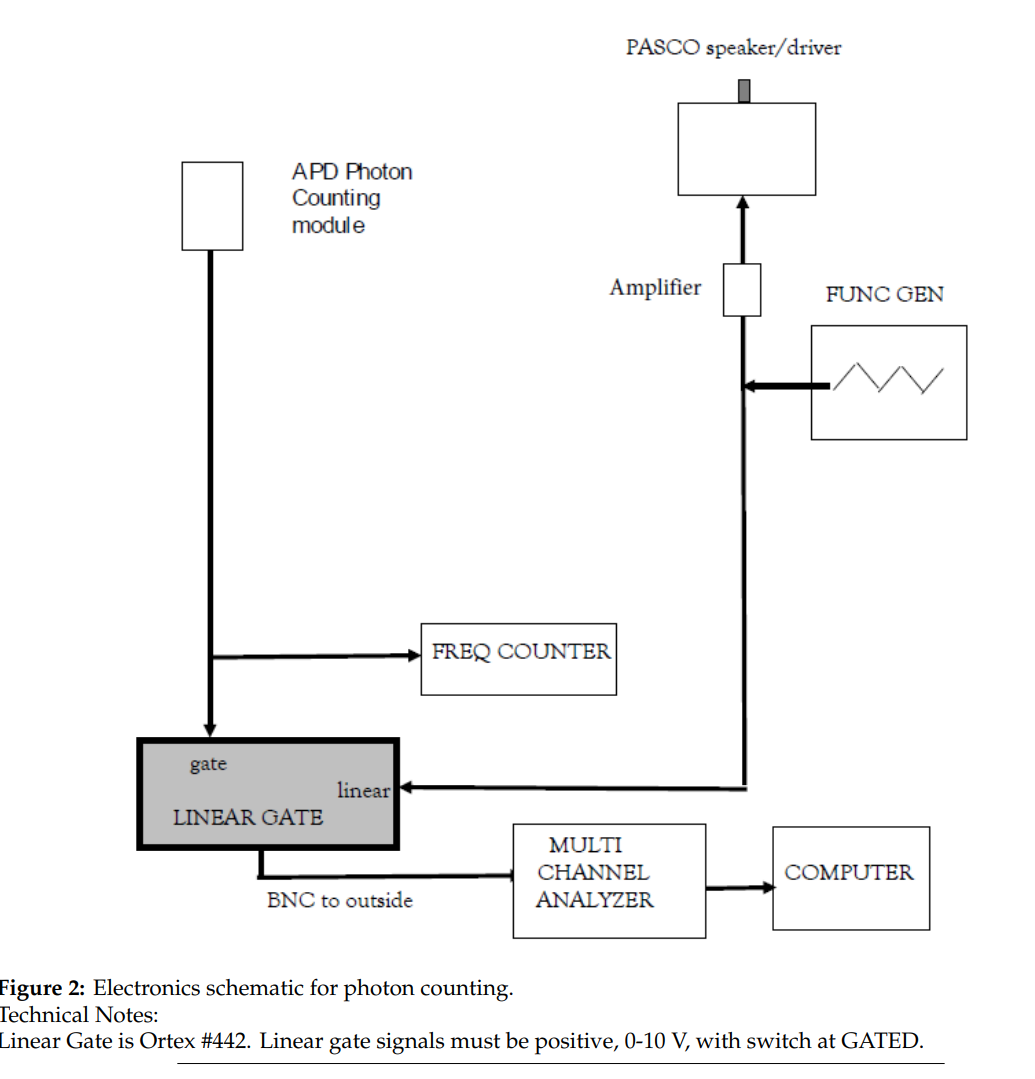 PASCO speaker/driver
APD Photon
Counting
module
Amplifier
FUNC GEN
FREQ COUNTER
gate
linear
LINEAR GATE
MULTI
CHANNEL
ANALYZER
COMPUTER
BNC to outside
Figure 2: Electronics schematic for photon counting.
Technical Notes:
Linear Gate is Ortex #442. Linear gate signals must be positive, 0-10 V, with switch at GATED.